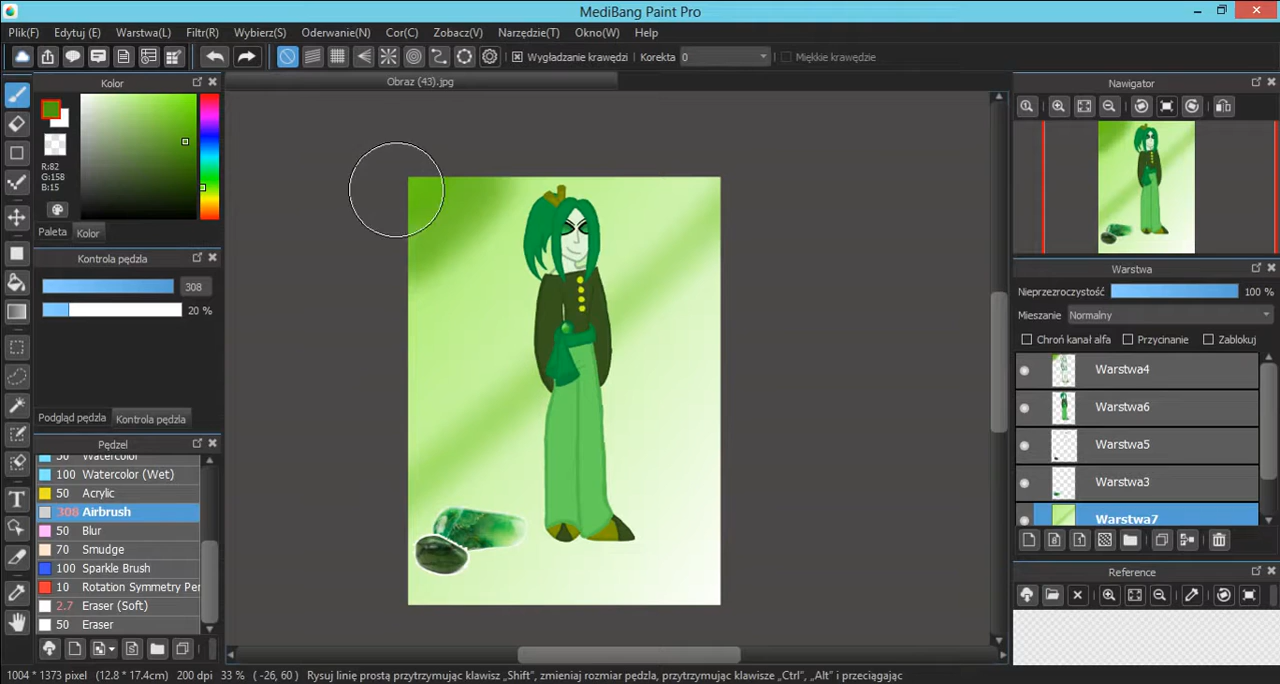 MediBang Paint Pro
Plik(F) Edytuj (E) Warstwa(L) Filtr(R) Wybierz(S) Oderwanie(N) Cor(C) Zobacz(V) Narzędzie(T) Okno(W) Help
Wygładzanie krawędzi Korekta 0 Miękkie krawędzie
Kolor
Obraz (43).jpg
Nawigator
R:82
G:158
B:15
Paleta Kolor
Kontrola pędzla
308
20 %
Podgląd pędzla Kontrola pędzla
Pędzel
50 Watercolor
100 Watercolor (Wet)
50 Acrylic
308 Airbrush
50 Blur
70 Smudge
100 Sparkle Brush
10 Rotation Symmetry Pen
2.7 Eraser (Soft)
50 Eraser
Warstwa
Nieprzezroczystość 100 %
Mieszanie Normalny
Chroń kanał alfa Przycinanie Zablokuj
Warstwa4
Warstwa6
Warstwa5
Warstwa3
Warstwa7
Reference
1004 * 1373 pixel (12.8 * 17.4cm) 200 dpi 33 % ( -26, 60 ) Rysuj linię prostą przytrzymując klawisz „Shift", zmieniaj rozmiar pędzla, przytrzymując klawisze „Ctrl", „Alt" i przeciągając